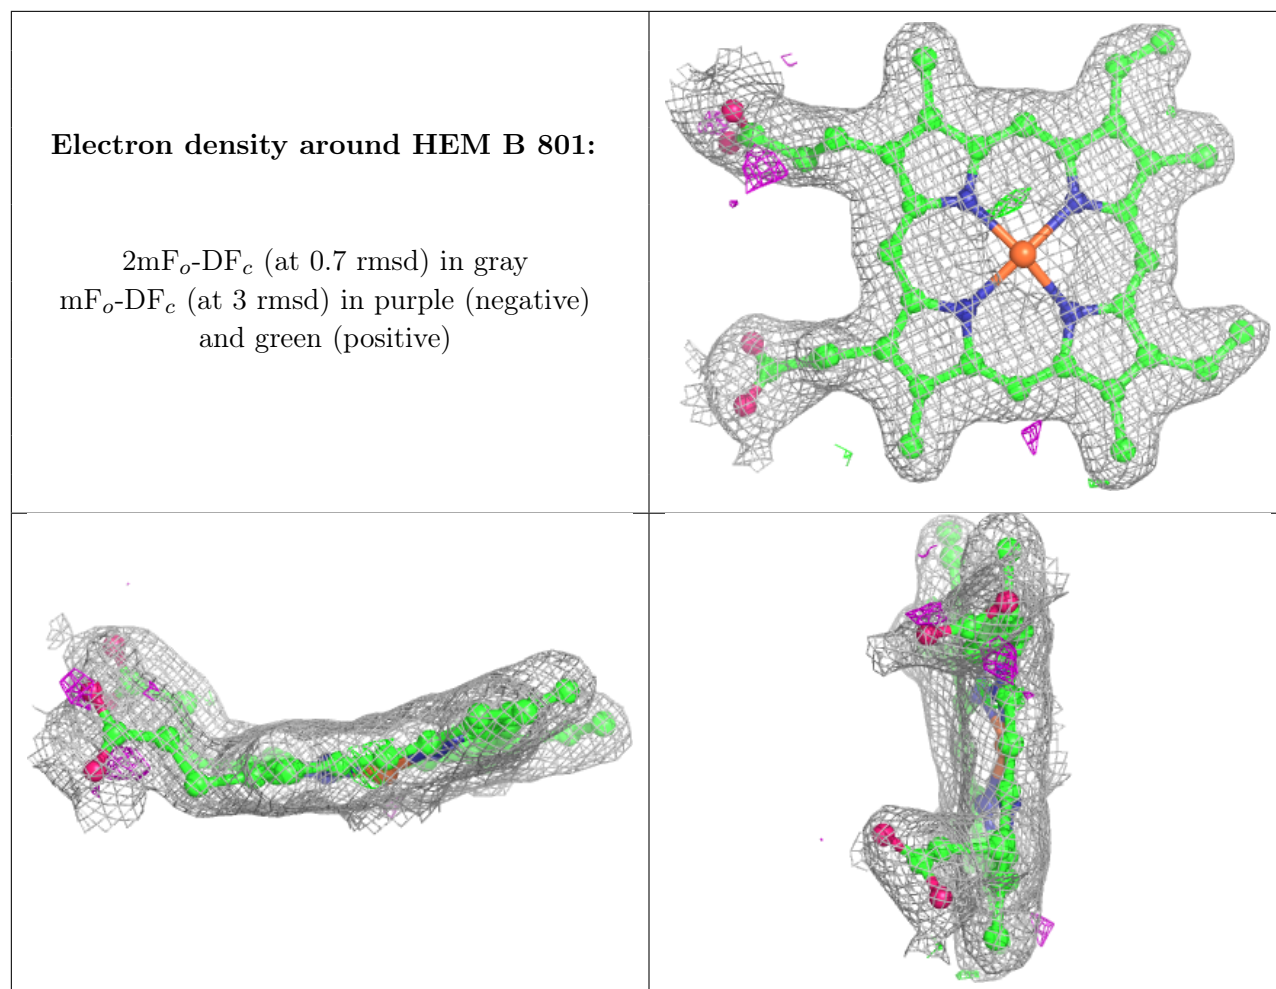 Electron density around HEM B 801:
2mFₒ-DF𝒸 (at 0.7 rmsd) in gray
mFₒ-DF𝒸 (at 3 rmsd) in purple (negative)
and green (positive)